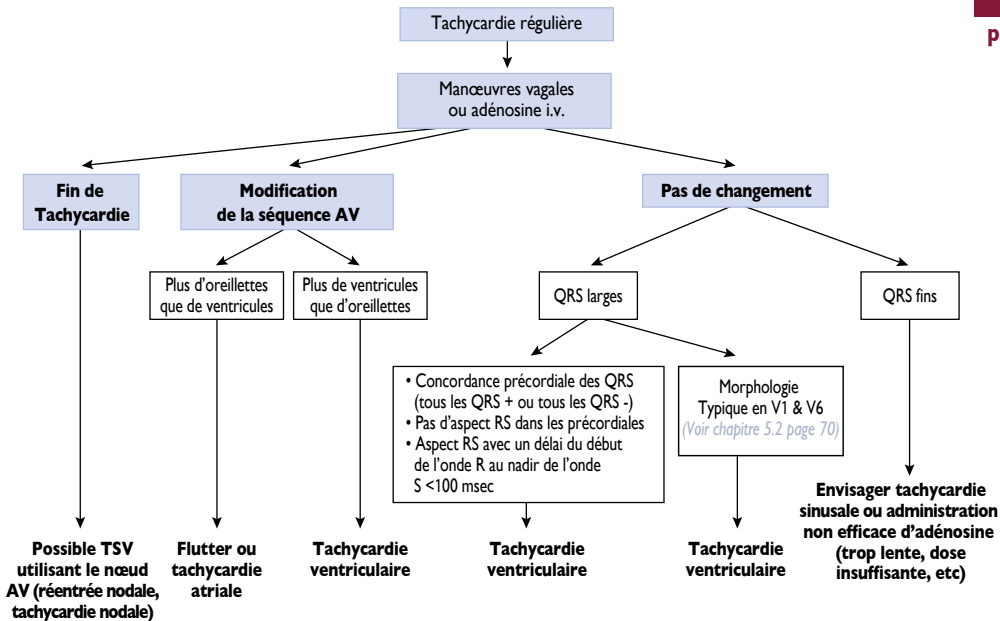 Tachycardie régulière
p
Manœuvres vagales
ou adénosine i.v.
Fin de
Tachycardie
Modification
de la séquence AV
Pas de changement
Plus d'oreillettes
que de ventricules
Plus de ventricules
que d'oreillettes
QRS larges
QRS fins
• Concordance précordiale des QRS
(tous les QRS + ou tous les QRS -)
• Pas d'aspect RS dans les précordiales
• Aspect RS avec un délai du début
de l'onde R au nadir de l'onde
S <100 msec
Morphologie
Typique en V1 & V6
(Voir chapitre 5.2 page 70)
Possible TSV
utilisant le nœud
AV (réentrée nodale,
tachycardie nodale)
Flutter ou
tachycardie
atriale
Tachycardie
ventriculaire
Tachycardie
ventriculaire
Tachycardie
ventriculaire
Envisager tachycardie
sinusale ou administration
non efficace d'adénosine
(trop lente, dose
insuffisante, etc)